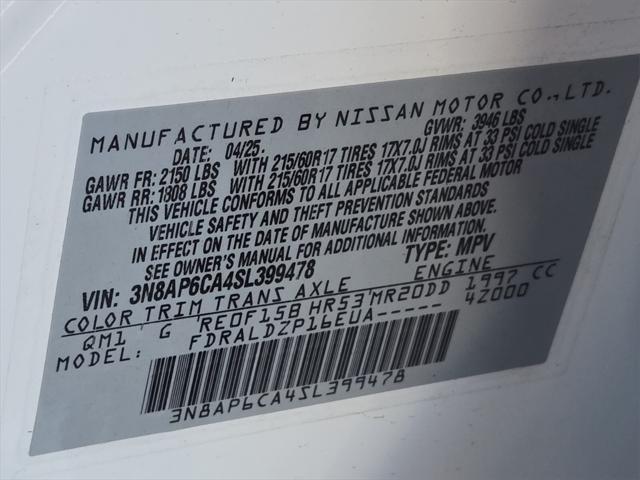 MANUFACTURED BY NISSAN MOTOR CO., LTD.
DATE: 04/25 GVWR: 3946 LBS
GAWR FR: 2150 LBS WITH 215/60R17 TIRES 17X7.0J RIMS AT 33 PSI COLD SINGLE
GAWR RR: 1808 LBS WITH 215/60R17 TIRES 17X7.0J RIMS AT 33 PSI COLD SINGLE
THIS VEHICLE CONFORMS TO ALL APPLICABLE FEDERAL MOTOR
VEHICLE SAFETY AND THEFT PREVENTION STANDARDS
IN EFFECT ON THE DATE OF MANUFACTURE SHOWN ABOVE.
SEE OWNER'S MANUAL FOR ADDITIONAL INFORMATION.
VIN: 3N8AP6CA4SL399478 TYPE: MPV
COLOR TRIM TRANS AXLE ENGINE
QM1 G RE0F15B HR53 MR20DD 1997 CC
MODEL: FDRALDZP16EUA----- 4Z000
3N8AP6CA4SL399478